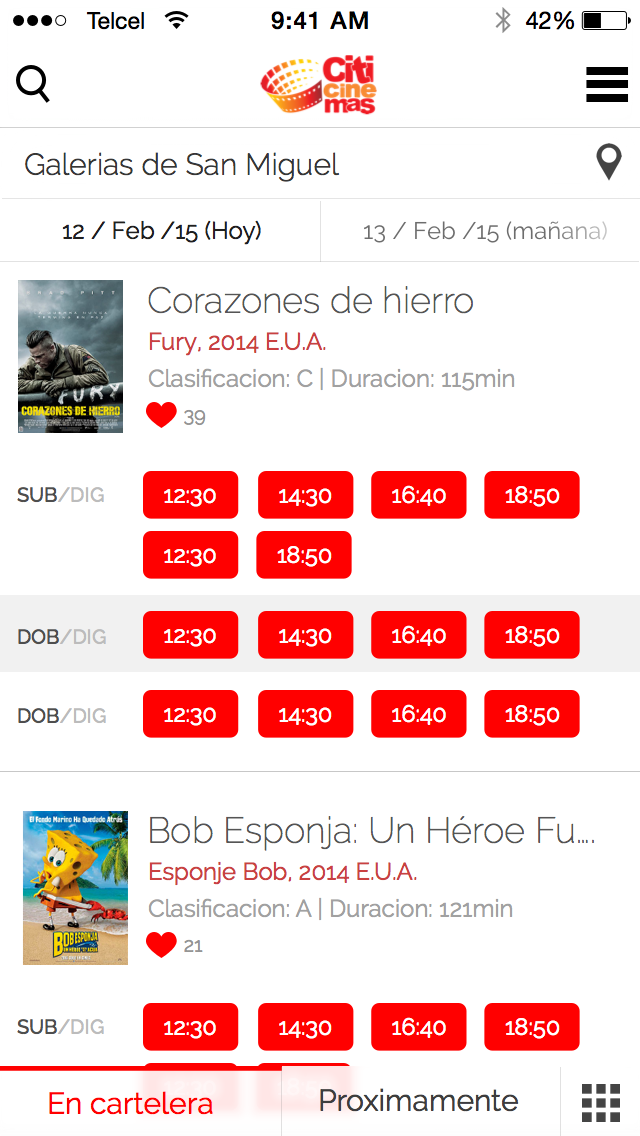 Telcel 9:41 AM 42%
Citi
cine
mas
Galerias de San Miguel
12 / Feb /15 (Hoy) 13 / Feb /15 (mañana)
Corazones de hierro
Fury, 2014 E.U.A.
Clasificacion: C | Duracion: 115min
39
FURY
CORAZONES DE HIERRO
SUB/DIG 12:30 14:30 16:40 18:50
12:30 18:50
DOB/DIG 12:30 14:30 16:40 18:50
DOB/DIG 12:30 14:30 16:40 18:50
El Fondo Marino Ha Quedado Atrás
BOB ESPONJA
Bob Esponja: Un Héroe Fu...
Esponje Bob, 2014 E.U.A.
Clasificacion: A | Duracion: 121min
21
SUB/DIG 12:30 14:30 16:40 18:50
En cartelera Proximamente